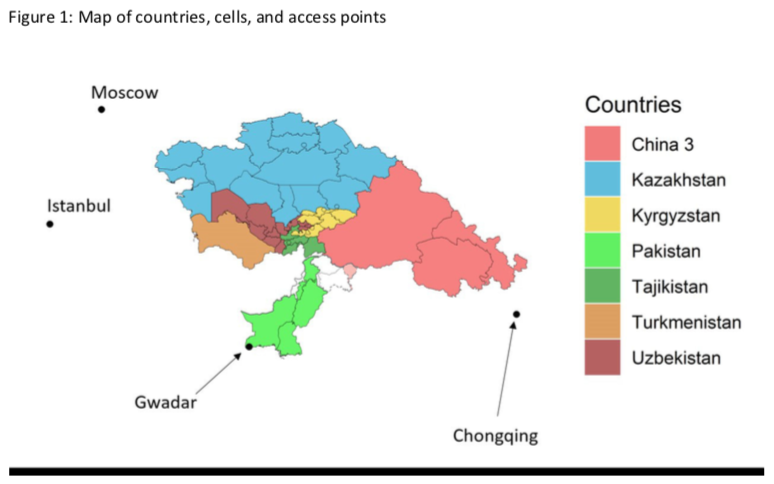 Figure 1: Map of countries, cells, and access points
Moscow
Istanbul
Gwadar
Chongqing
Countries
China 3
Kazakhstan
Kyrgyzstan
Pakistan
Tajikistan
Turkmenistan
Uzbekistan